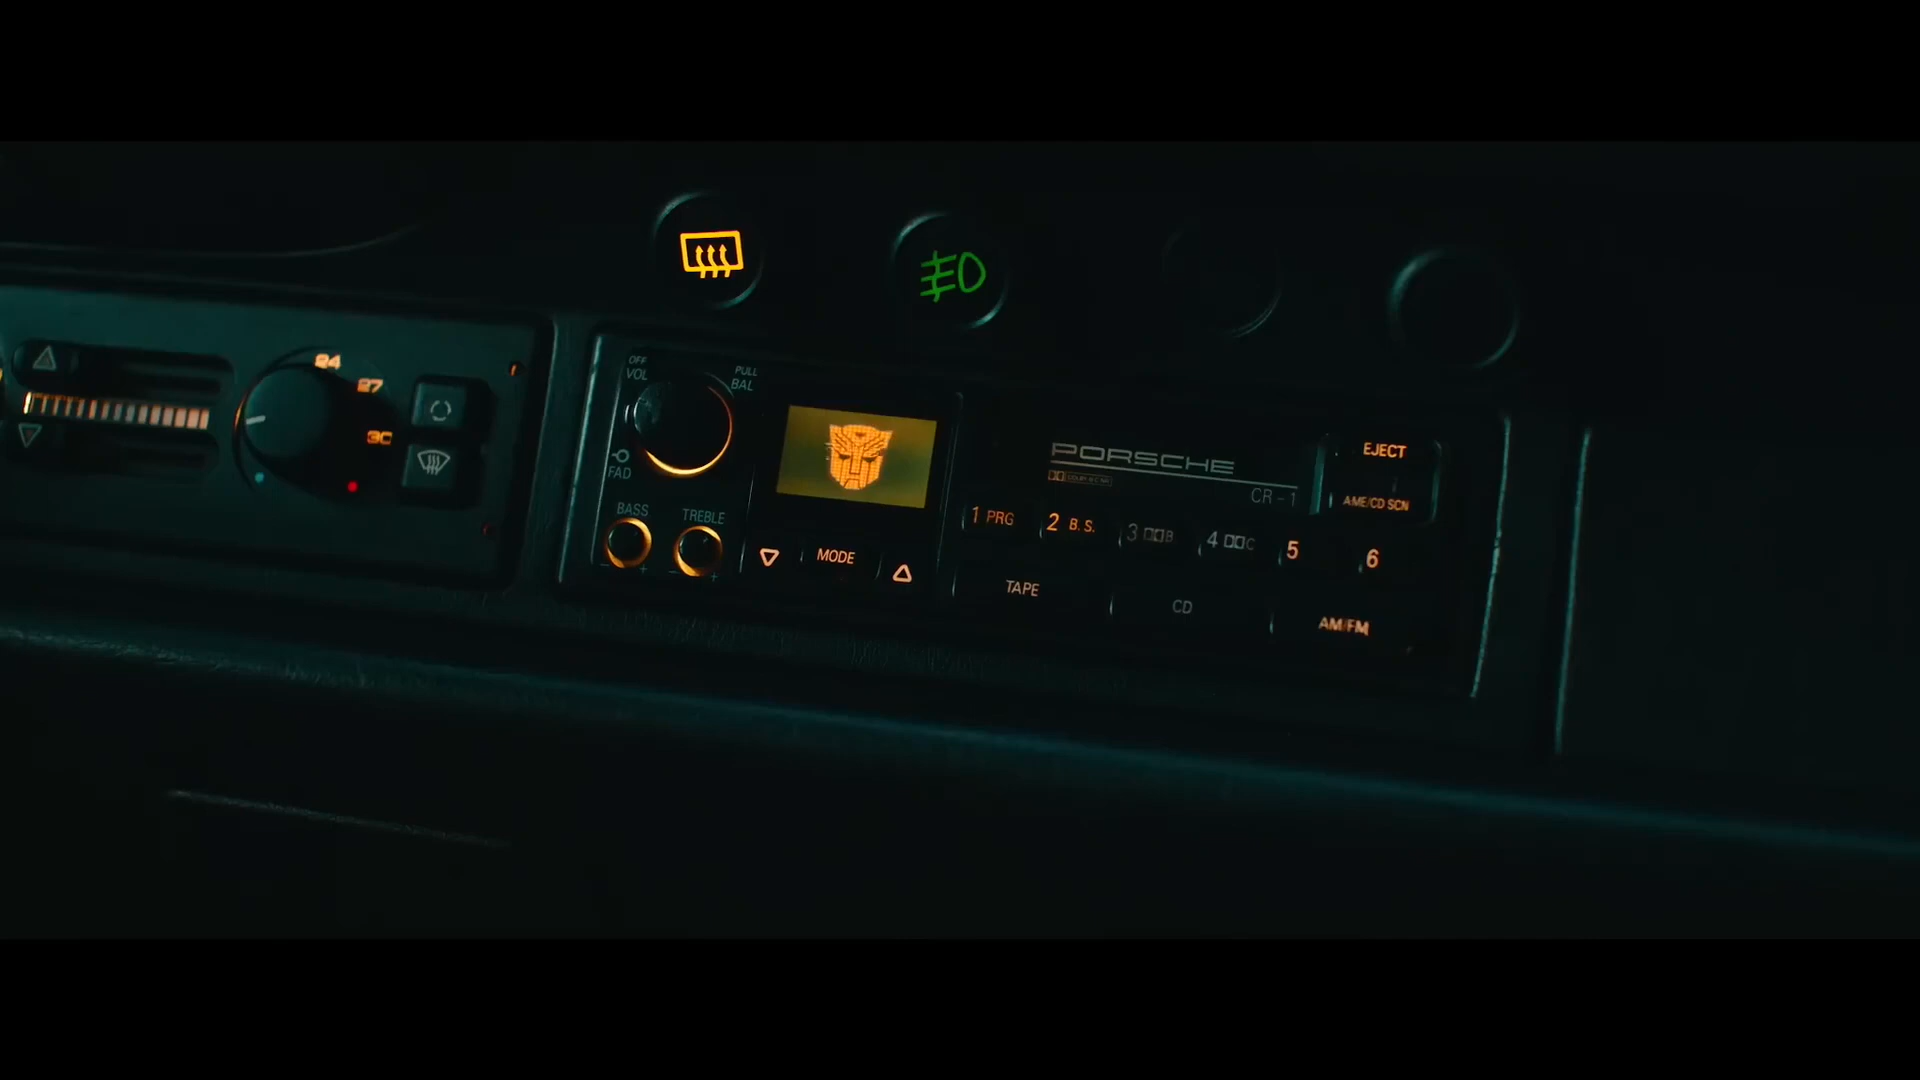 24
27
3C
OFF
VOL
PULL
BAL
FAD
BASS
TREBLE
MODE
PORSCHE
CR-1
EJECT
AME/CD SCN
1 PRG
2 B.S.
3 B
4 C
5
6
TAPE
CD
AM/FM